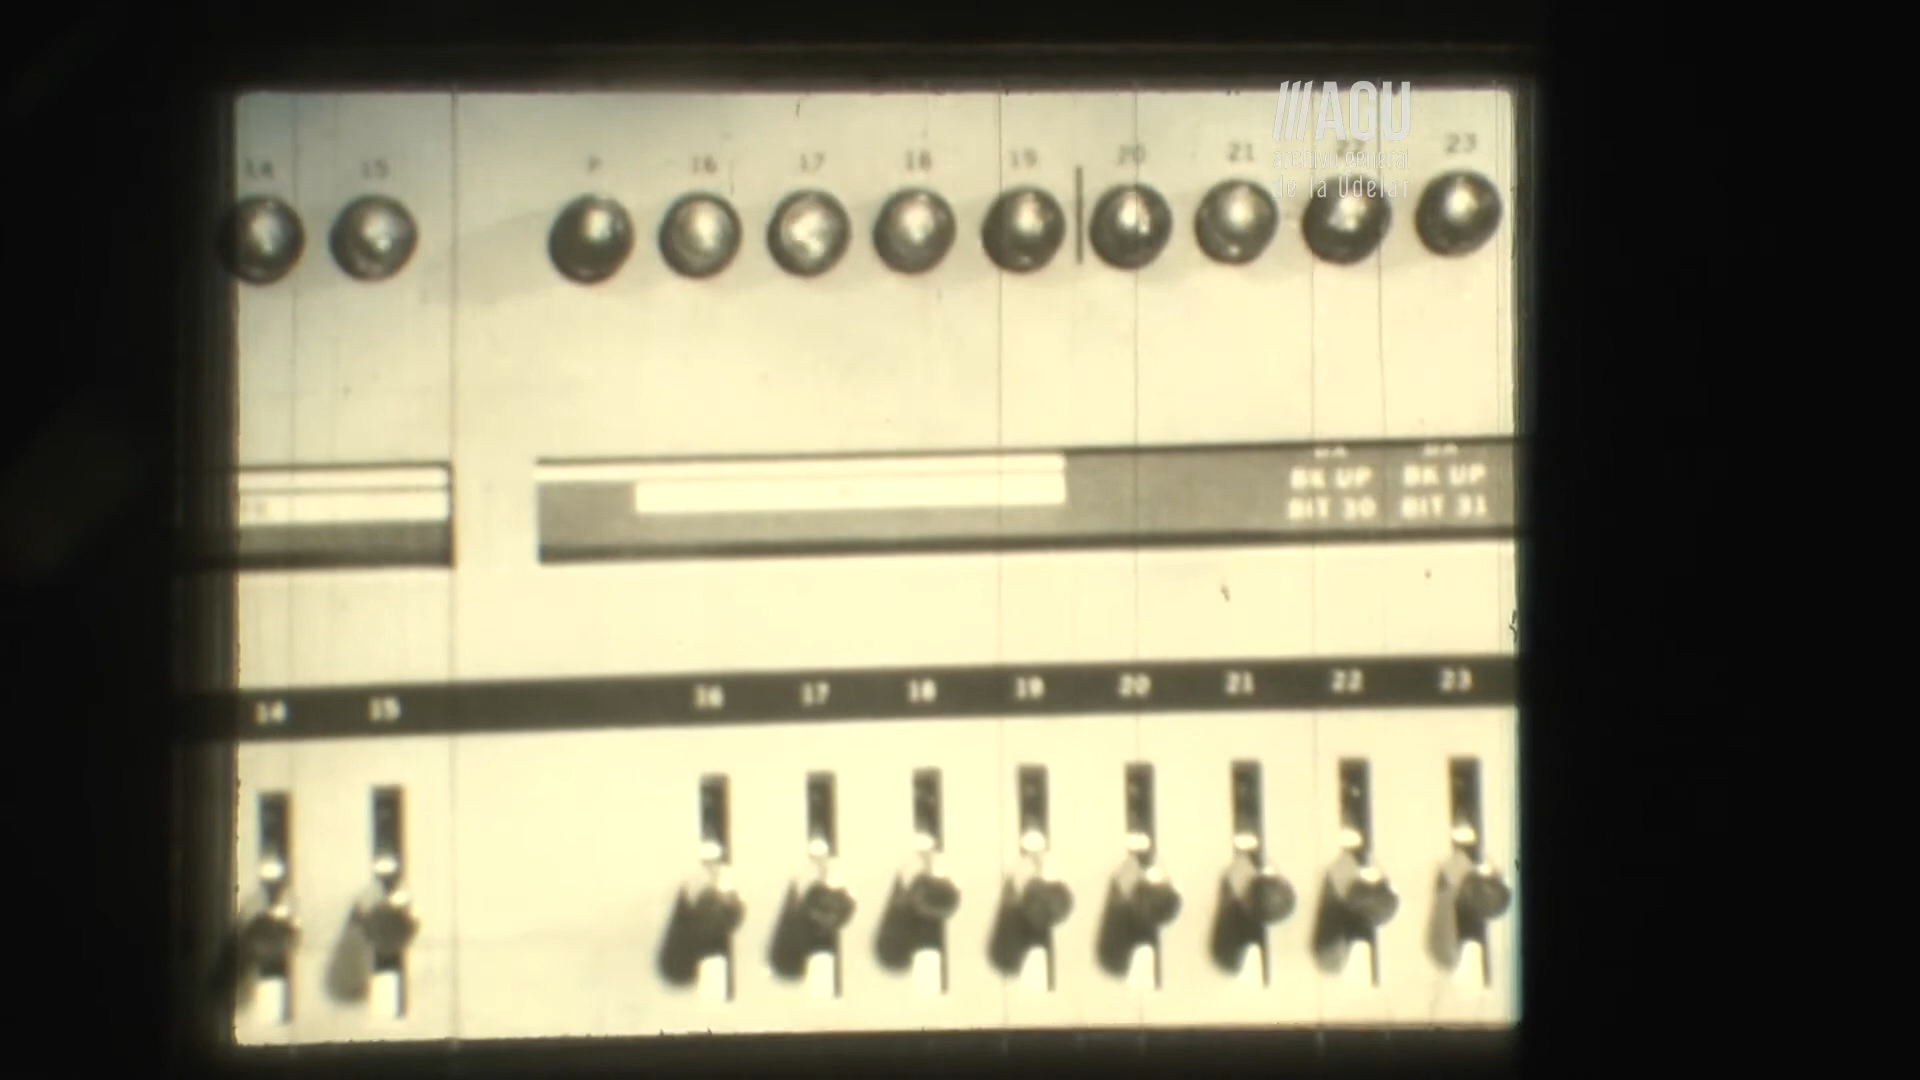 ///AGU
archivo general
de la Udelar
14 15 P 16 17 18 19 20 21 22 23
BK UP BK UP
BIT 30 BIT 31
14 15 16 17 18 19 20 21 22 23